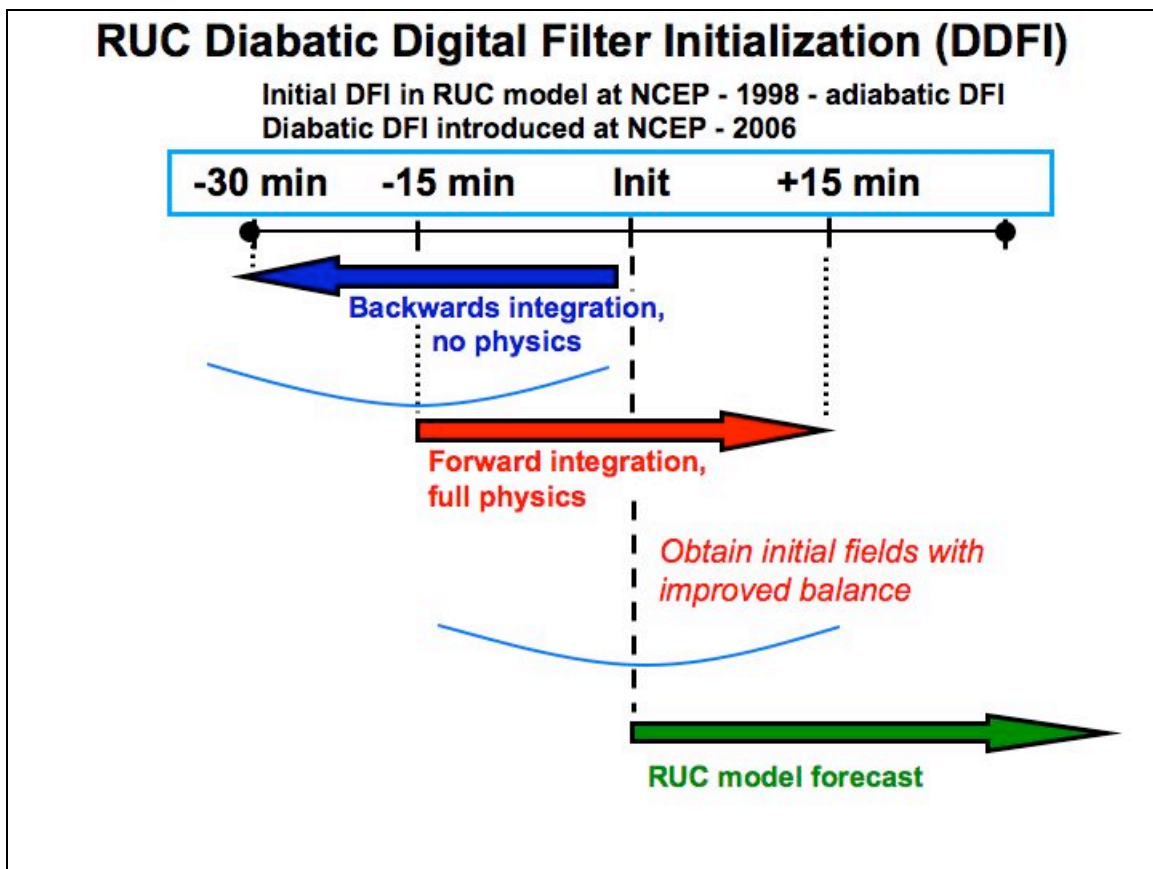 RUC Diabatic Digital Filter Initialization (DDFI)
Initial DFI in RUC model at NCEP - 1998 - adiabatic DFI
Diabatic DFI introduced at NCEP - 2006
-30 min -15 min Init +15 min
Backwards integration,
no physics
Forward integration,
full physics
Obtain initial fields with
improved balance
RUC model forecast